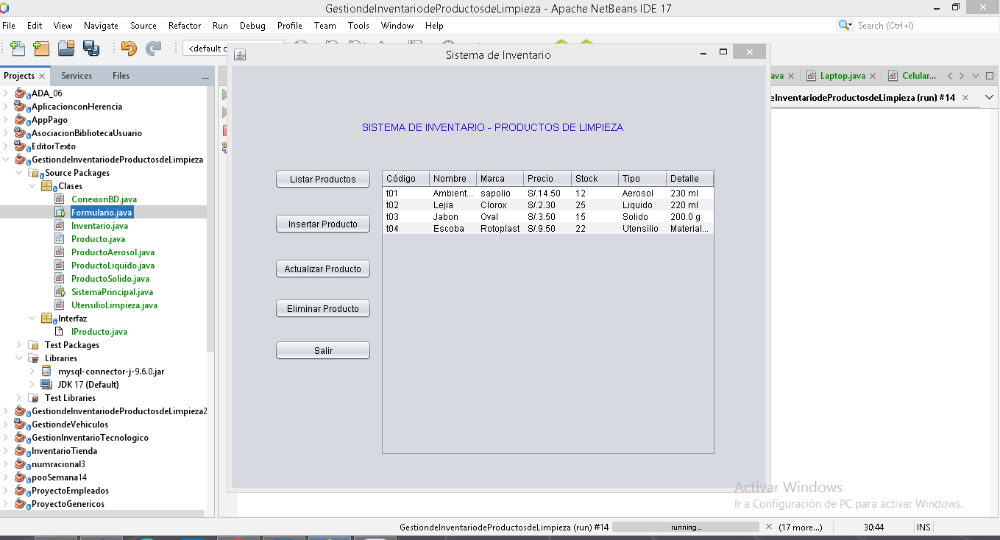 GestiondeInventariodeProductosdeLimpieza - Apache NetBeans IDE 17
File Edit View Navigate Source Refactor Run Debug Profile Team Tools Window Help
Search (Ctrl+I)
<default c
Sistema de Inventario
Projects Services Files
ava Laptop.java Celular...
eInventariodeProductosdeLimpieza (run) #14
ADA_06
AplicacionconHerencia
AppPago
AsociacionBibliotecaUsuario
EditorTexto
GestiondeInventariodeProductosdeLimpieza
Source Packages
Clases
ConexionBD.java
Formulario.java
Inventario.java
Producto.java
ProductoAerosol.java
ProductoLiquido.java
ProductoSolido.java
SistemaPrincipal.java
UtensilioLimpieza.java
Interfaz
IProducto.java
Test Packages
Libraries
mysql-connector-j-9.6.0.jar
JDK 17 (Default)
Test Libraries
GestiondeInventariodeProductosdeLimpieza2
GestiondeVehiculos
GestionInventarioTecnologico
InventarioTienda
numracional3
pooSemana14
ProyectoEmpleados
ProyectoGenericos
SISTEMA DE INVENTARIO - PRODUCTOS DE LIMPIEZA
Listar Productos
Insertar Producto
Actualizar Producto
Eliminar Producto
Salir
Código Nombre Marca Precio Stock Tipo Detalle
t01 Ambient... sapolio S/.14.50 12 Aerosol 230 ml
t02 Lejia Clorox S/.2.30 25 Liquido 220 ml
t03 Jabon Oval S/.3.50 15 Solido 200.0 g
t04 Escoba Rotoplast S/.9.50 22 Utensilio Material...
Activar Windows
Ir a Configuración de PC para activar Windows.
GestiondeInventariodeProductosdeLimpieza (run) #14 running... (17 more...) 30:44 INS